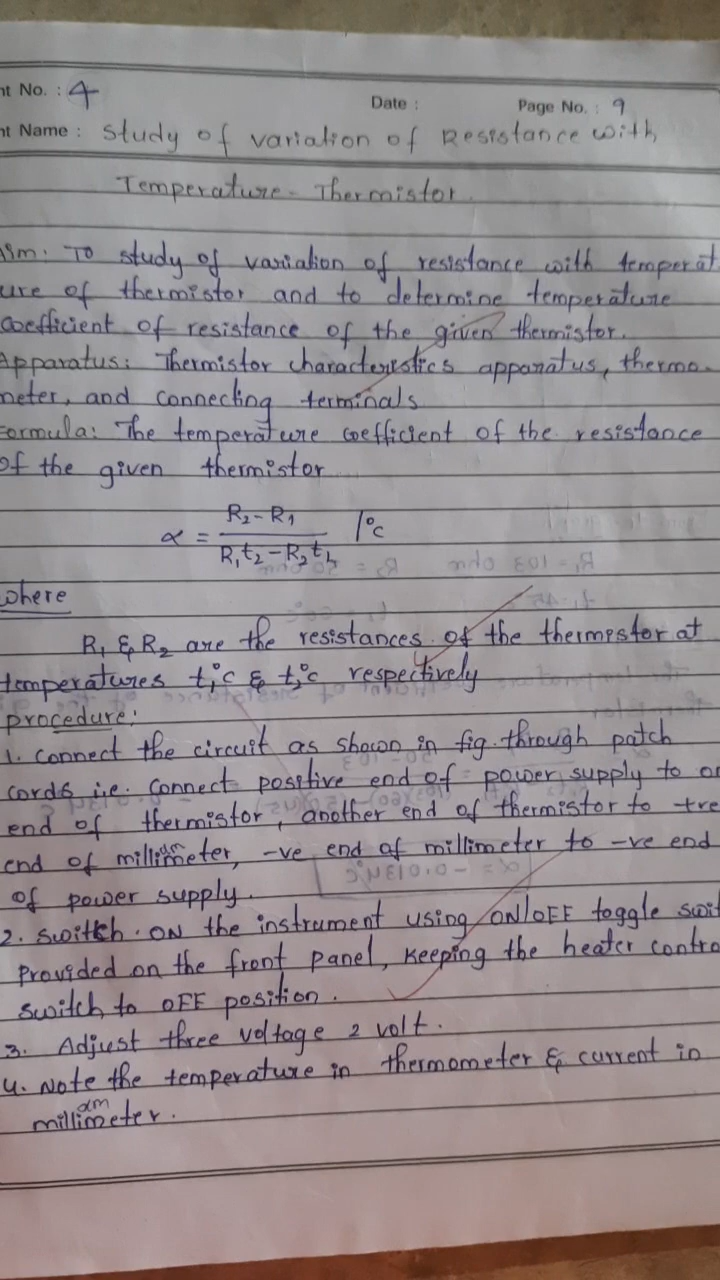 nt No. : 4 Date : Page No. : 9
nt Name : Study of variation of Resistance with
Temperature - Thermistor.
Aim: To study of variation of resistance with temperat
ure of thermistor and to determine temperature
coefficient of resistance of the given thermistor.
Apparatus: Thermistor characteristics apparatus, thermo-
meter, and connecting terminals
Formula: The temperature coefficient of the resistance
of the given thermistor
α = R₂-R₁ / R₁t₂-R₂t₁ /°c
where
R₁ & R₂ are the resistances of the thermestor at
temperatures t₁°c & t₂°c respectively
procedure:
1. connect the circuit as shown in fig. through patch
cords i.e. connect positive end of power supply to on
end of thermistor, another end of thermistor to +ve
end of milliammeter, -ve end of millimeter to -ve end
of power supply.
2. switch ON the instrument using ON/OFF toggle swit
provided on the front panel, keeping the heater contro
switch to OFF position.
3. Adjust three voltage 2 volt.
4. Note the temperature in thermometer & current in
am
millimeter.